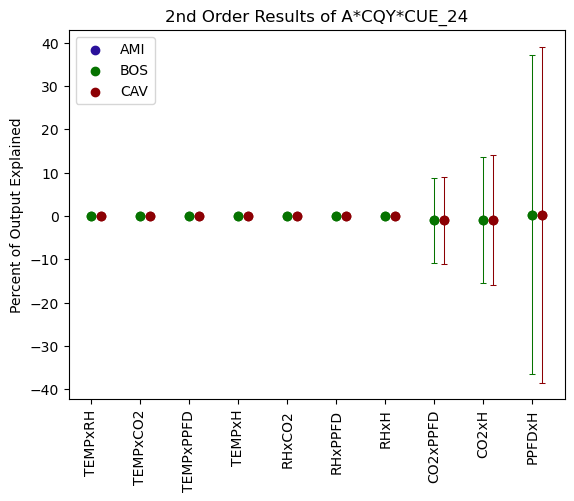 2nd Order Results of A*CQY*CUE_24
Percent of Output Explained
40
30
20
10
0
−10
−20
−30
−40
AMI
BOS
CAV
TEMPxRH
TEMPxCO2
TEMPxPPFD
TEMPxH
RHxCO2
RHxPPFD
RHxH
CO2xPPFD
CO2xH
PPFDxH